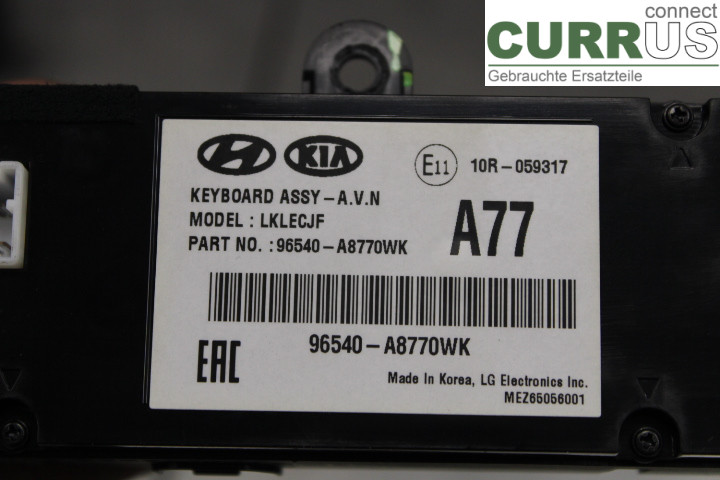 connect
CURRUS
Gebrauchte Ersatzteile
KIA
E11
10R-059317
KEYBOARD ASSY-A.V.N
MODEL : LKLECJF
PART NO. : 96540-A8770WK
A77
96540-A8770WK
EAC
Made in Korea, LG Electronics Inc.
MEZ65056001